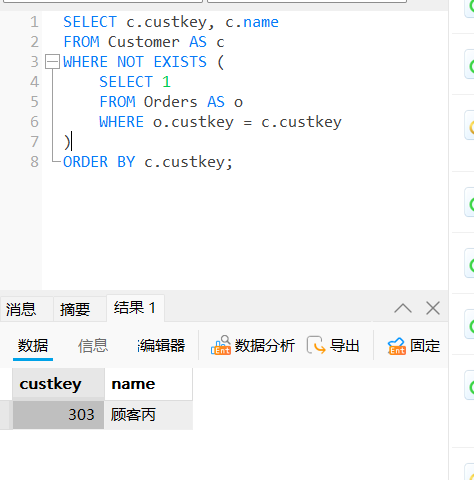 1 SELECT c.custkey, c.name
2 FROM Customer AS c
3 WHERE NOT EXISTS (
4 SELECT 1
5 FROM Orders AS o
6 WHERE o.custkey = c.custkey
7 )
8 ORDER BY c.custkey;
消息 摘要 结果 1
数据 信息 编辑器 Ent 数据分析 导出 Ent 固定
custkey name
303 顾客丙